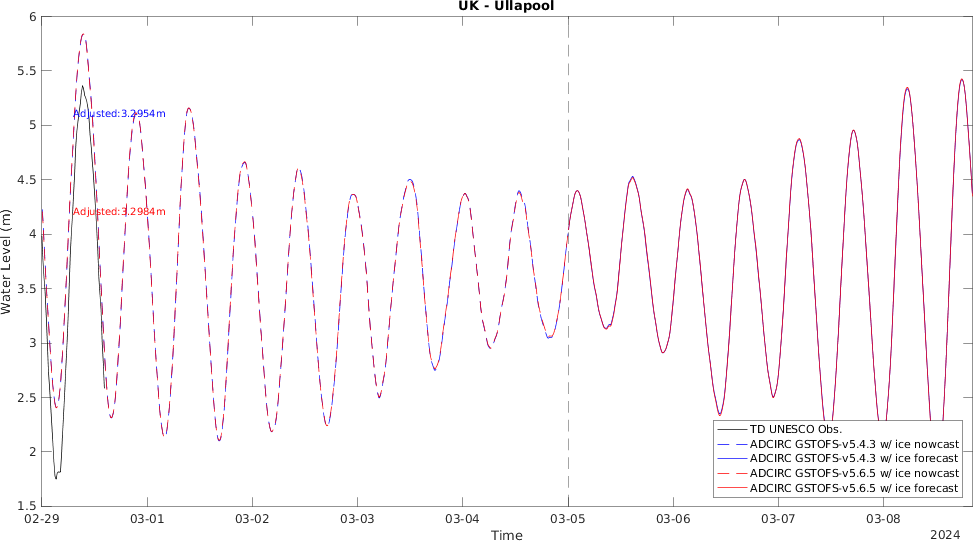 UK - Ullapool
6
5.5
5
4.5
4
3.5
3
2.5
2
1.5
Water Level (m)
Adjusted:3.2954m
Adjusted:3.2984m
TD UNESCO Obs.
ADCIRC GSTOFS-v5.4.3 w/ ice nowcast
ADCIRC GSTOFS-v5.4.3 w/ ice forecast
ADCIRC GSTOFS-v5.6.5 w/ ice nowcast
ADCIRC GSTOFS-v5.6.5 w/ ice forecast
02-29 03-01 03-02 03-03 03-04 03-05 03-06 03-07 03-08
Time
2024